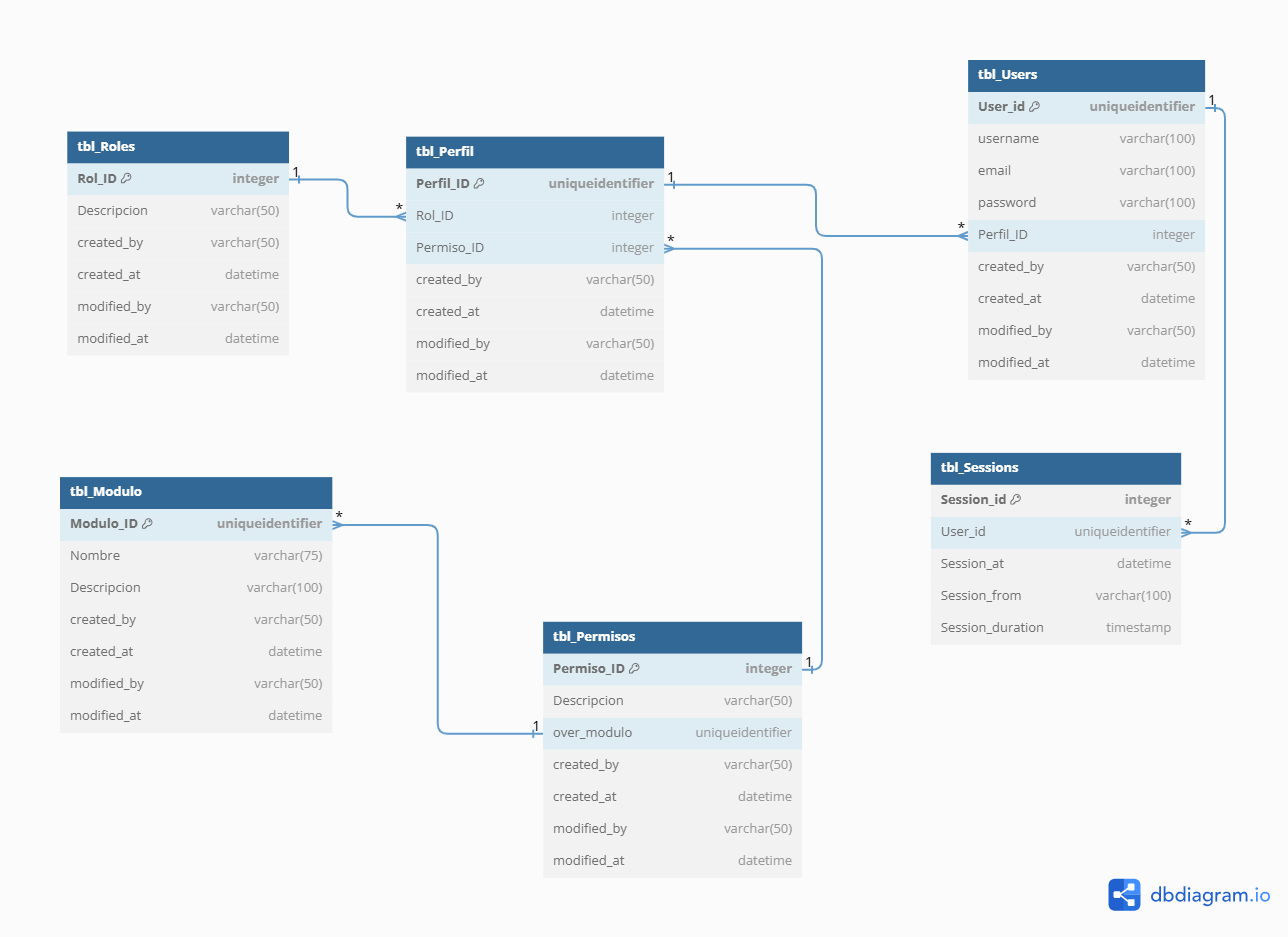 tbl_Roles
Rol_ID integer
Descripcion varchar(50)
created_by varchar(50)
created_at datetime
modified_by varchar(50)
modified_at datetime
1
*
tbl_Perfil
Perfil_ID uniqueidentifier
Rol_ID integer
Permiso_ID integer
created_by varchar(50)
created_at datetime
modified_by varchar(50)
modified_at datetime
1
*
*
tbl_Users
User_id uniqueidentifier
username varchar(100)
email varchar(100)
password varchar(100)
Perfil_ID integer
created_by varchar(50)
created_at datetime
modified_by varchar(50)
modified_at datetime
1
tbl_Modulo
Modulo_ID uniqueidentifier
Nombre varchar(75)
Descripcion varchar(100)
created_by varchar(50)
created_at datetime
modified_by varchar(50)
modified_at datetime
*
1
tbl_Permisos
Permiso_ID integer
Descripcion varchar(50)
over_modulo uniqueidentifier
created_by varchar(50)
created_at datetime
modified_by varchar(50)
modified_at datetime
1
tbl_Sessions
Session_id integer
User_id uniqueidentifier
Session_at datetime
Session_from varchar(100)
Session_duration timestamp
*
dbdiagram.io